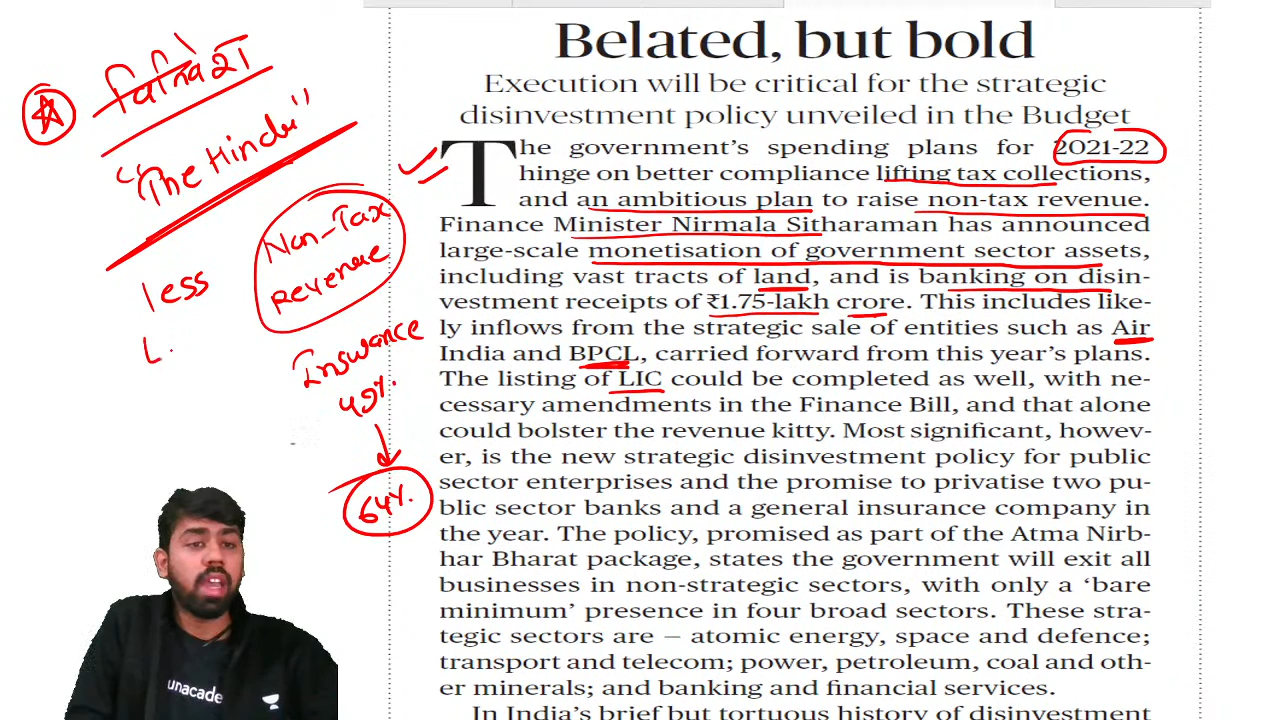 "The Hindu"
Non-Tax
revenue
less
L.
Insurance
49%.
64%.
unacade
Belated, but bold
Execution will be critical for the strategic
disinvestment policy unveiled in the Budget
The government's spending plans for 2021-22
hinge on better compliance lifting tax collections,
and an ambitious plan to raise non-tax revenue.
Finance Minister Nirmala Sitharaman has announced
large-scale monetisation of government sector assets,
including vast tracts of land, and is banking on disin-
vestment receipts of ₹1.75-lakh crore. This includes like-
ly inflows from the strategic sale of entities such as Air
India and BPCL, carried forward from this year's plans.
The listing of LIC could be completed as well, with ne-
cessary amendments in the Finance Bill, and that alone
could bolster the revenue kitty. Most significant, howev-
er, is the new strategic disinvestment policy for public
sector enterprises and the promise to privatise two pu-
blic sector banks and a general insurance company in
the year. The policy, promised as part of the Atma Nirb-
har Bharat package, states the government will exit all
businesses in non-strategic sectors, with only a 'bare
minimum' presence in four broad sectors. These stra-
tegic sectors are – atomic energy, space and defence;
transport and telecom; power, petroleum, coal and oth-
er minerals; and banking and financial services.
In India's brief but tortuous history of disinvestment